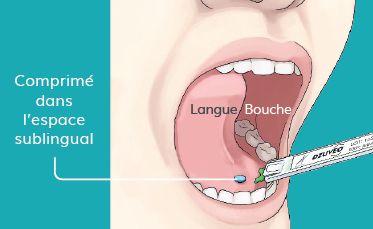 Comprimé
dans
l'espace
sublingual
Langue
Bouche
DZUVEO